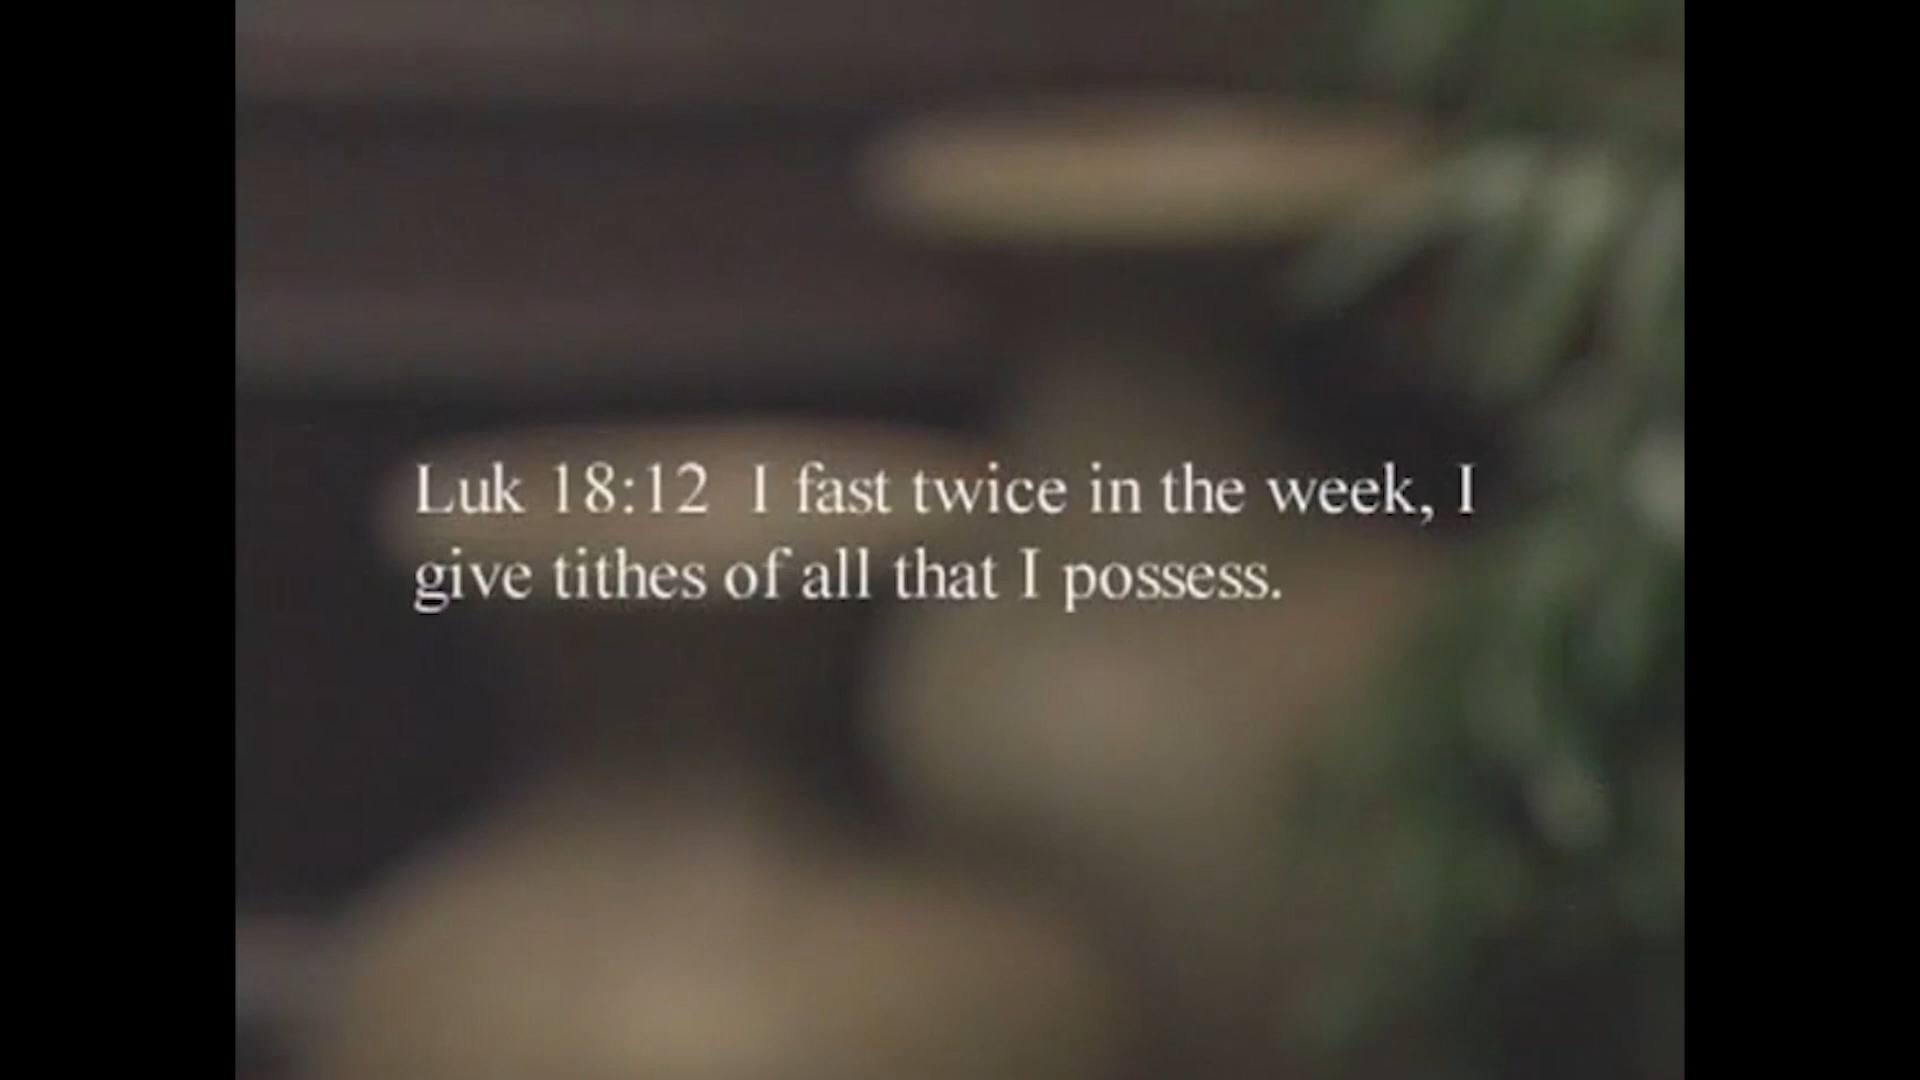 Luk 18:12  I fast twice in the week, I
give tithes of all that I possess.